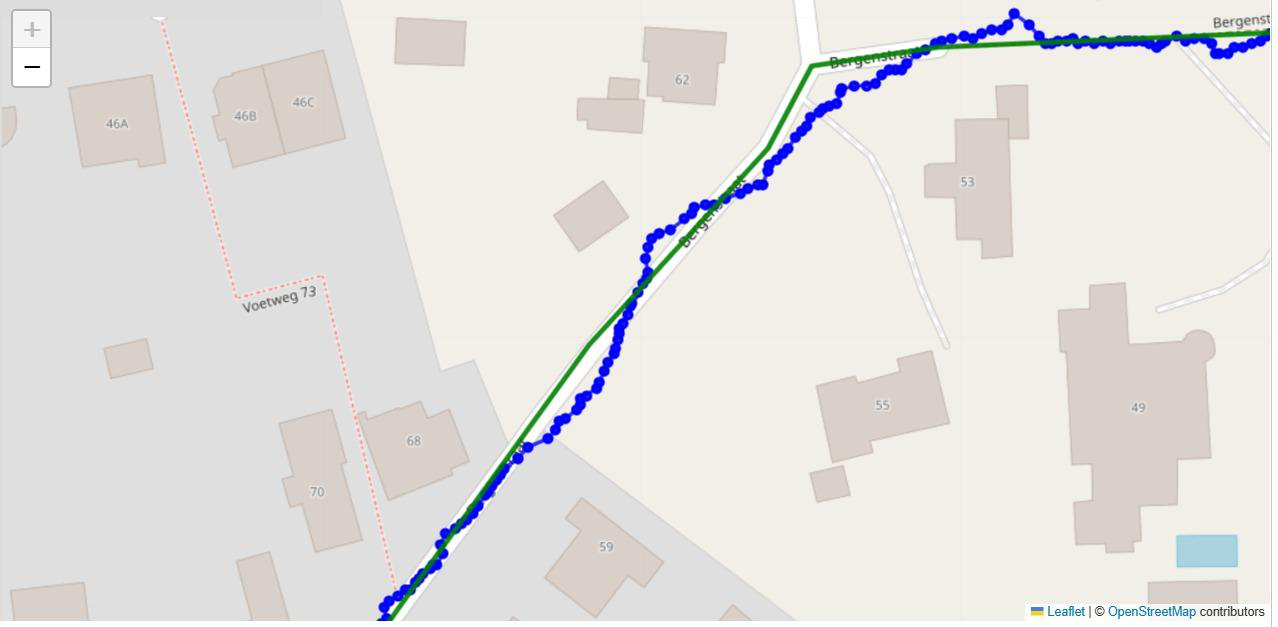 +
−
Bergenst
Bergenstraat
62
46A
46B
46C
53
Bergenstraat
Voetweg 73
55
49
68
70
59
Leaflet | © OpenStreetMap contributors